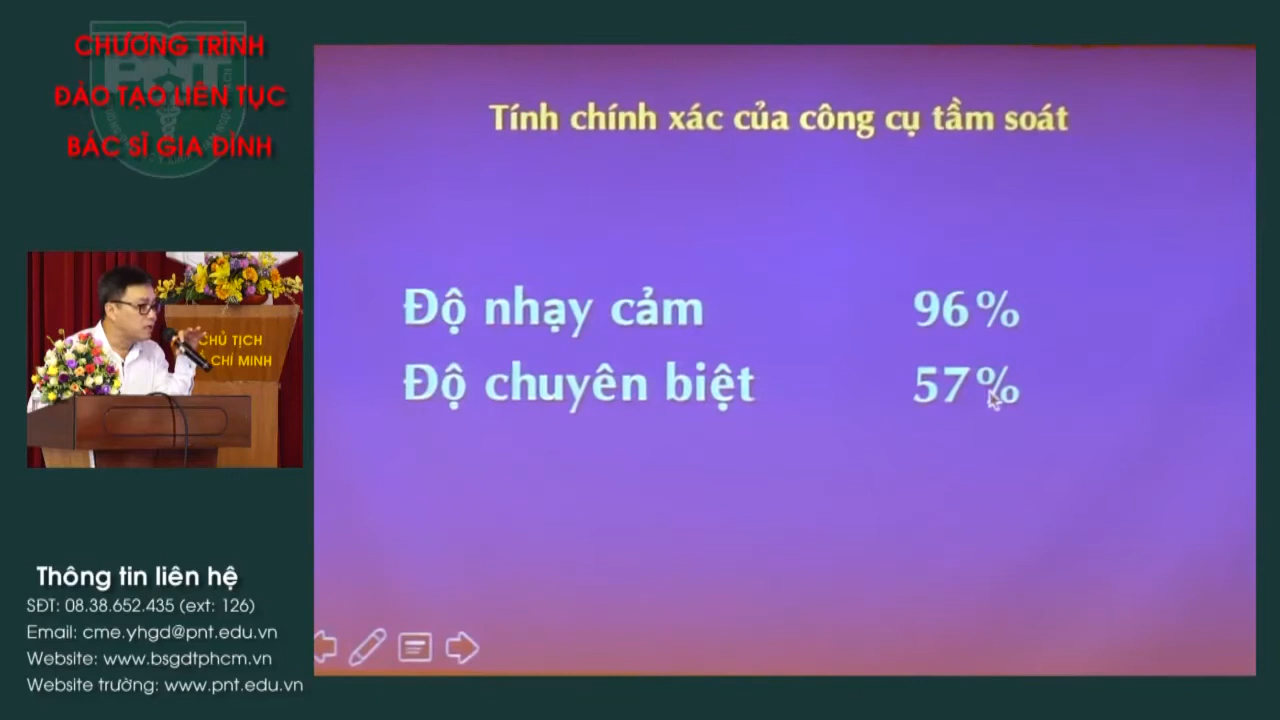 CHƯƠNG TRÌNH
ĐÀO TẠO LIÊN TỤC
BÁC SĨ GIA ĐÌNH
PNT
Tính chính xác của công cụ tầm soát
Độ nhạy cảm 96%
Độ chuyên biệt 57%
CHỦ TỊCH
CHÍ MINH
Thông tin liên hệ
SĐT: 08.38.652.435 (ext: 126)
Email: cme.yhgd@pnt.edu.vn
Website: www.bsgdtphcm.vn
Website trường: www.pnt.edu.vn